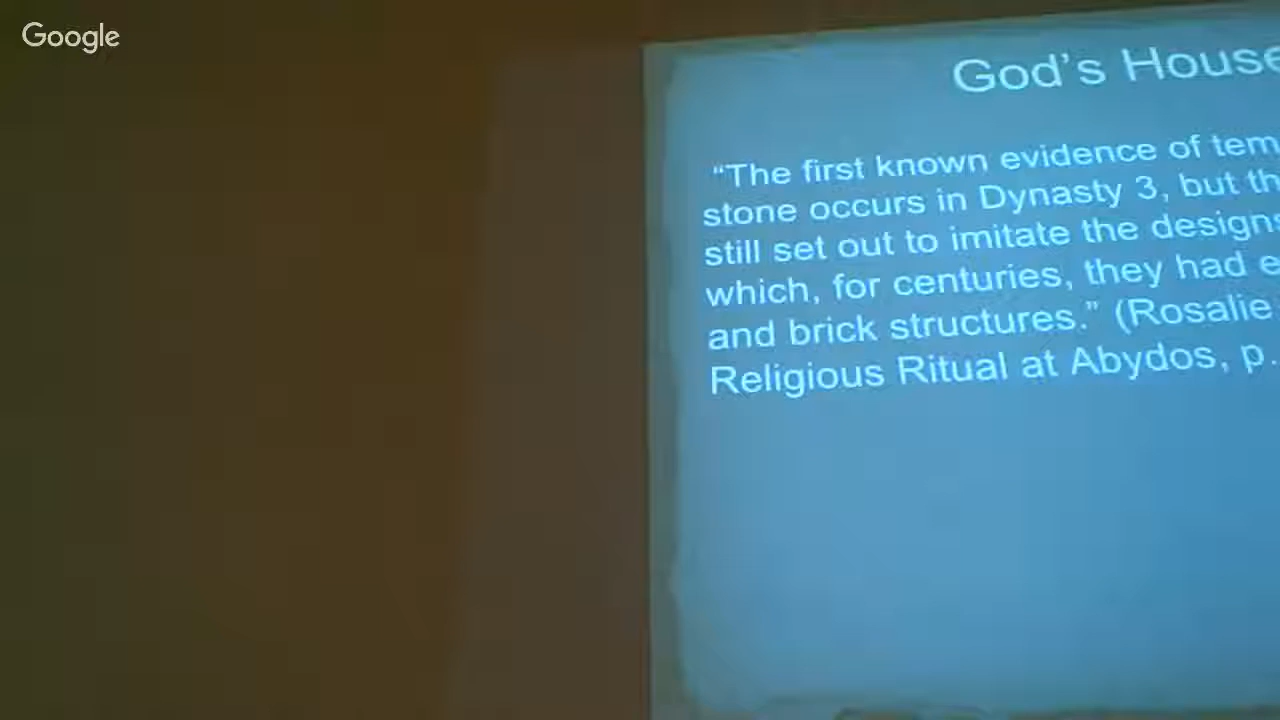 Google
God's House
"The first known evidence of tem
stone occurs in Dynasty 3, but th
still set out to imitate the designs
which, for centuries, they had e
and brick structures." (Rosalie
Religious Ritual at Abydos, p.